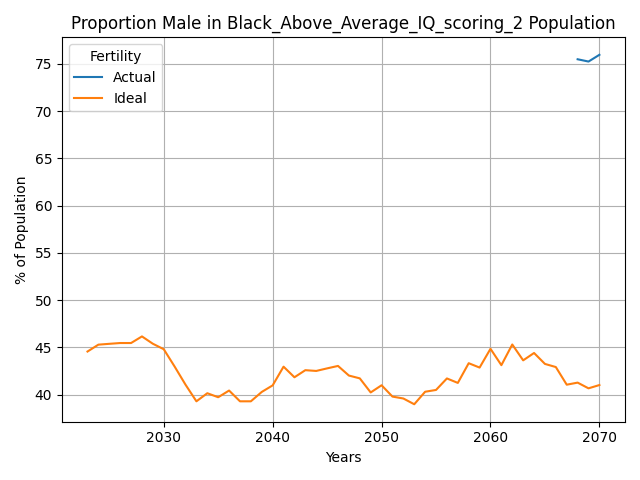 Proportion Male in Black_Above_Average_IQ_scoring_2 Population
Fertility
Actual
Ideal
75
70
65
60
55
50
45
40
% of Population
2030 2040 2050 2060 2070
Years